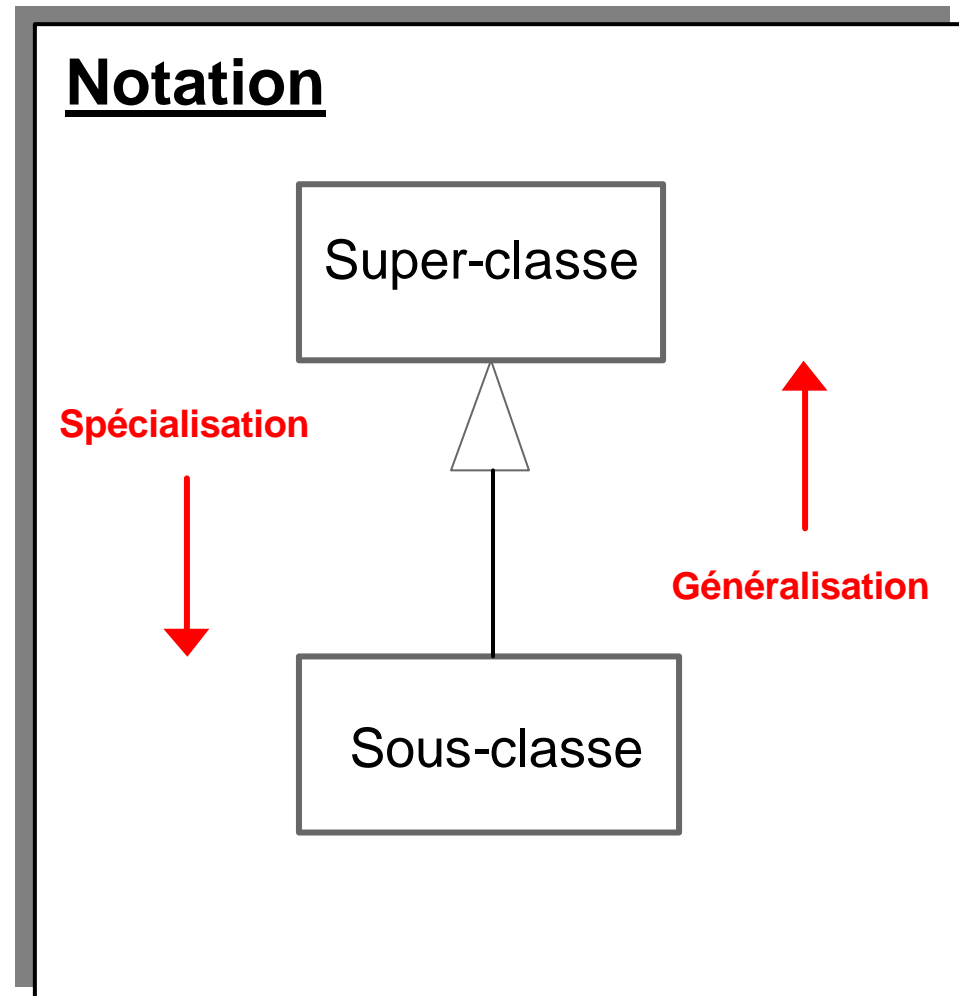 Notation
Super-classe
Spécialisation
Généralisation
Sous-classe